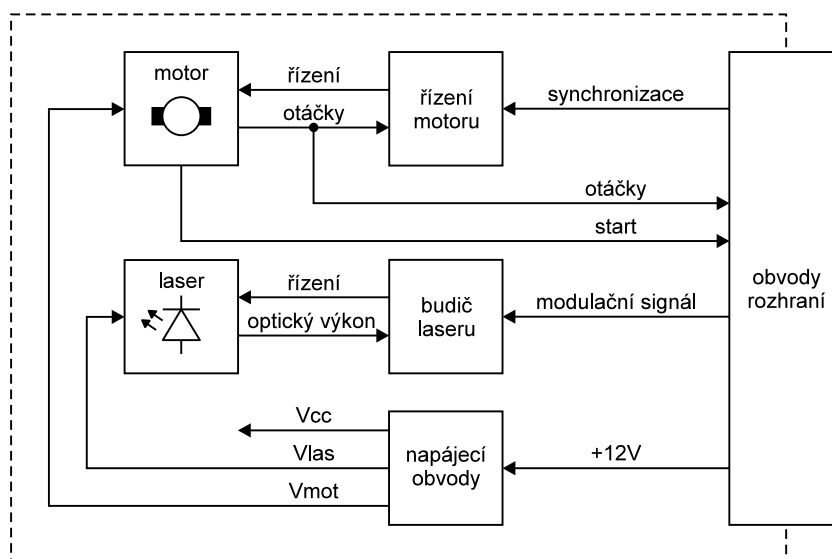 motor
řízení
otáčky
řízení
motoru
synchronizace
otáčky
start
laser
řízení
optický výkon
budič
laseru
modulační signál
obvody
rozhraní
Vcc
Vlas
Vmot
napájecí
obvody
+12V